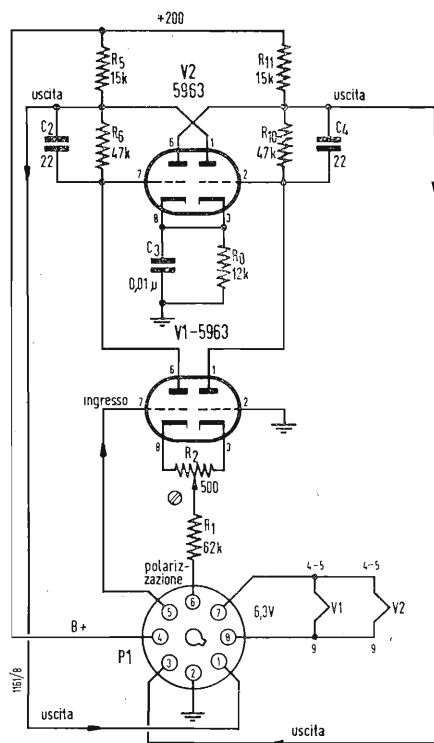 +200
R5
15k
R11
15k
V2
5963
uscita
uscita
C2
22
R6
47k
6
1
R10
47k
C4
22
7
2
8
3
C3
0,01µ
R8
12k
V1-5963
6
1
ingresso
7
2
8
R2
3
500
R1
62k
polariz-
zazione
4-5
4-5
6
5
7
6,3V
V1
V2
B+
4
8
9
9
P1
3
1
2
1161/8
uscita
uscita